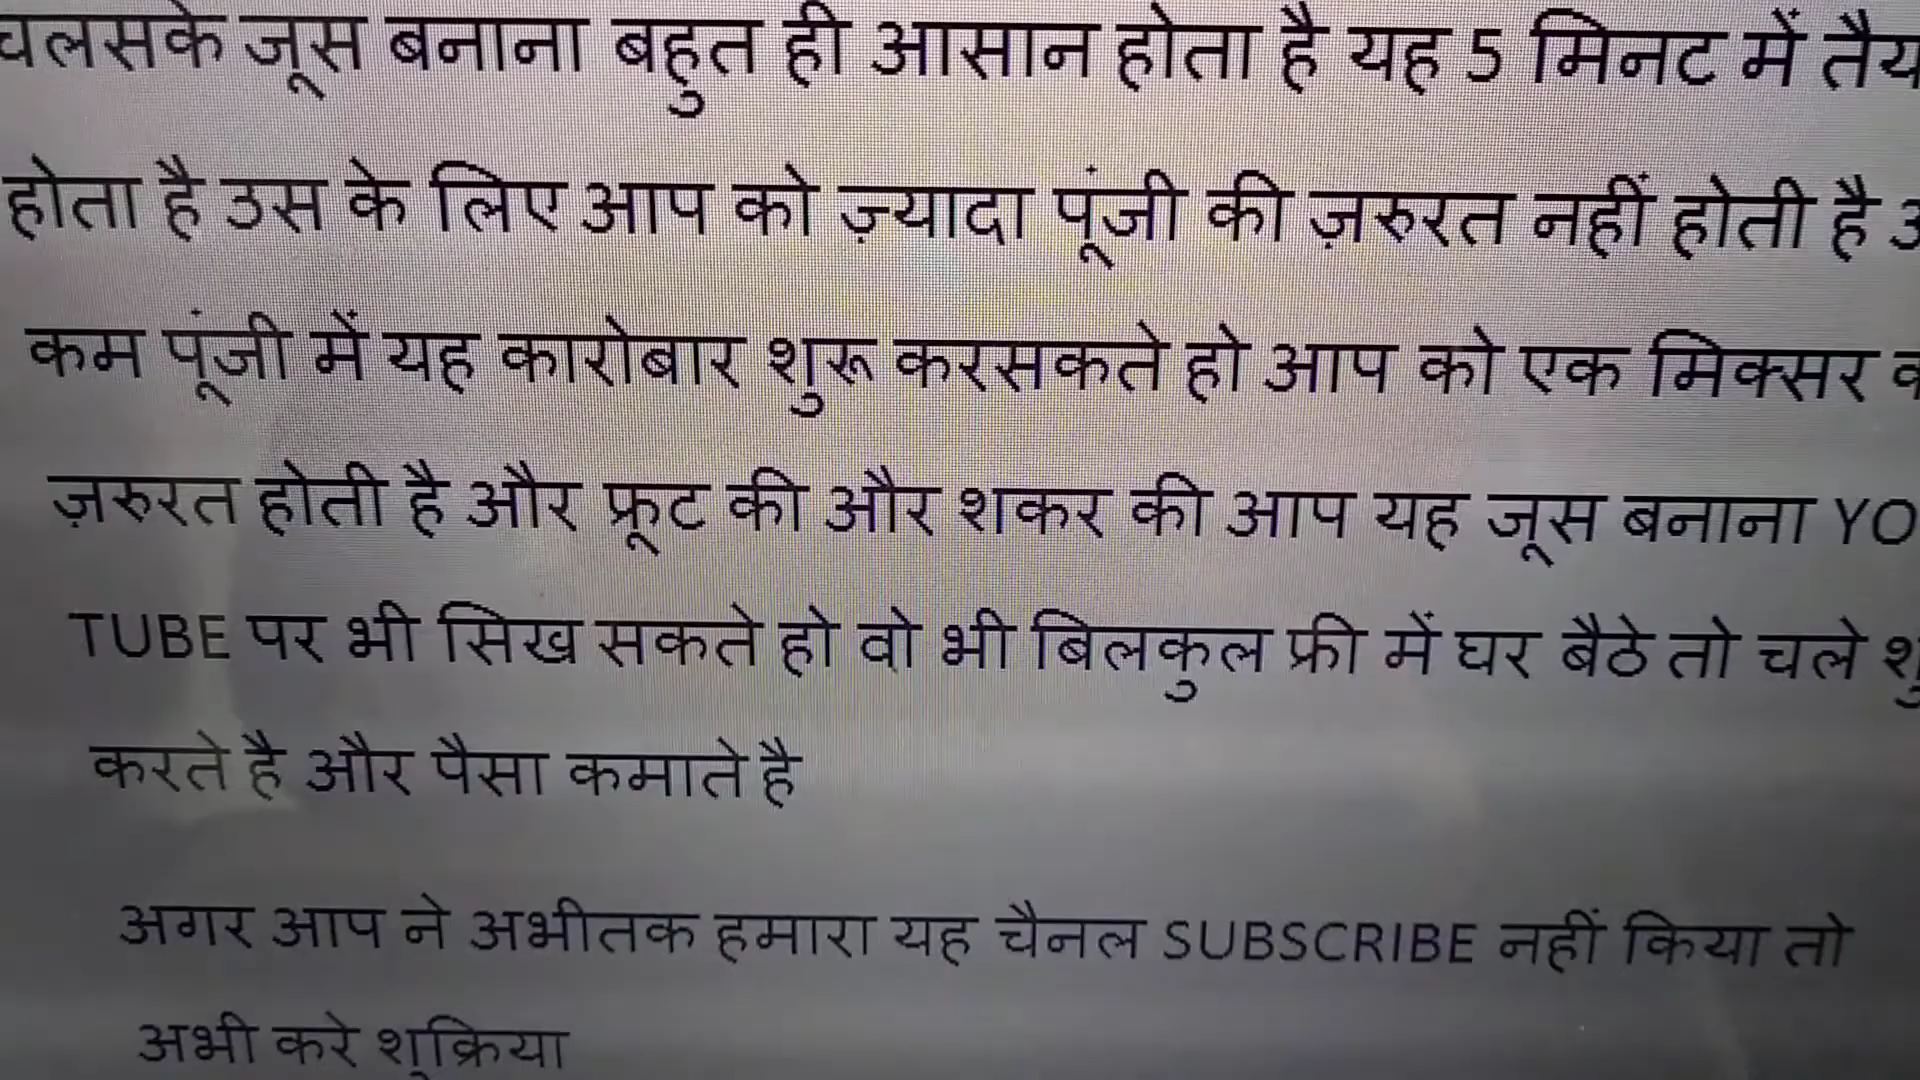 चलसके जूस बनाना बहुत ही आसान होता है यह 5 मिनट में
होता है उस के लिए आप को ज़्यादा पूंजी की ज़रुरत नहीं होती है
कम पूंजी में यह कारोबार शुरू करसकते हो आप को एक मिक्सर
ज़रुरत होती है और फ्रूट की और शकर की आप यह जूस बनाना YO
TUBE पर भी सिख सकते हो वो भी बिलकुल फ्री में घर बैठे तो चले
करते है और पैसा कमाते है
अगर आप ने अभीतक हमारा यह चैनल SUBSCRIBE नहीं किया तो
अभी करे शुक्रिया